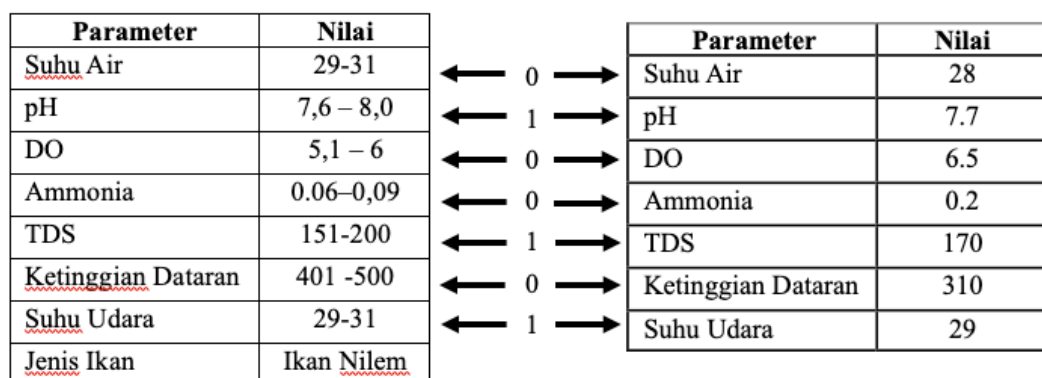 Parameter Nilai
Suhu Air 29-31
pH 7,6 – 8,0
DO 5,1 – 6
Ammonia 0.06–0,09
TDS 151-200
Ketinggian Dataran 401 -500
Suhu Udara 29-31
Jenis Ikan Ikan Nilem
0
1
0
0
1
0
1
Parameter Nilai
Suhu Air 28
pH 7.7
DO 6.5
Ammonia 0.2
TDS 170
Ketinggian Dataran 310
Suhu Udara 29